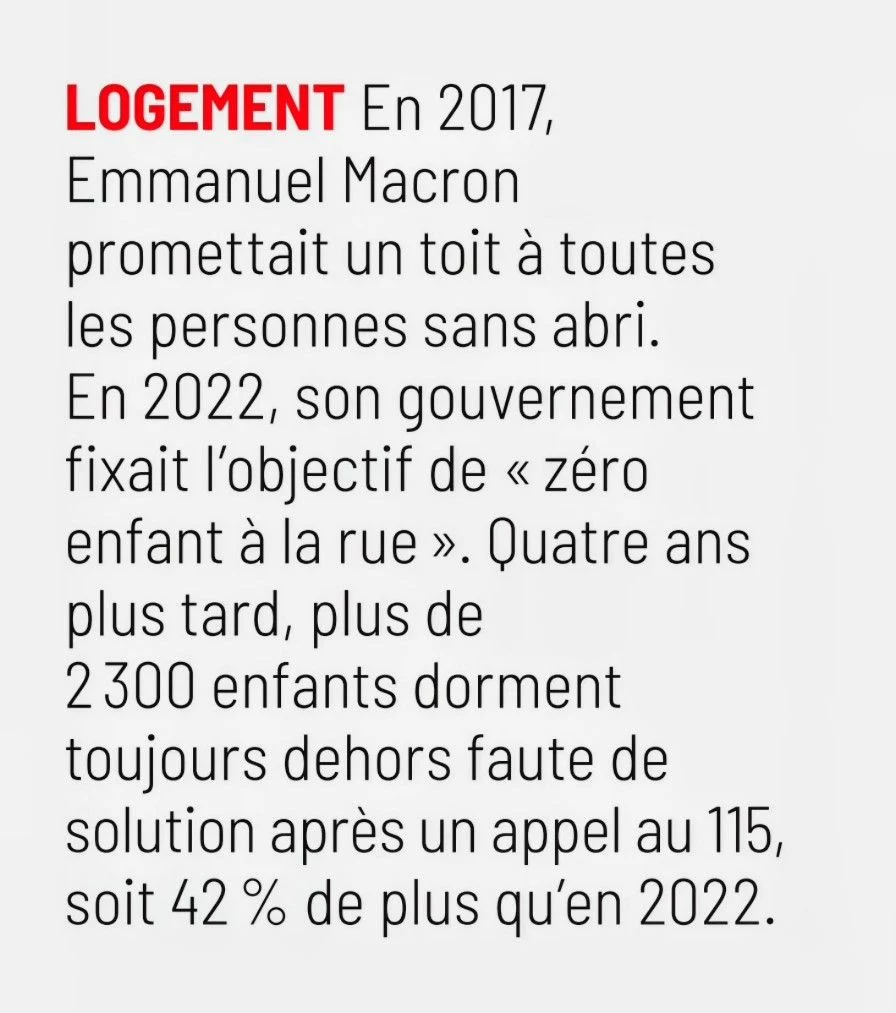 LOGEMENT En 2017,
Emmanuel Macron
promettait un toit à toutes
les personnes sans abri.
En 2022, son gouvernement
fixait l’objectif de « zéro
enfant à la rue ». Quatre ans
plus tard, plus de
2 300 enfants dorment
toujours dehors faute de
solution après un appel au 115,
soit 42 % de plus qu’en 2022.